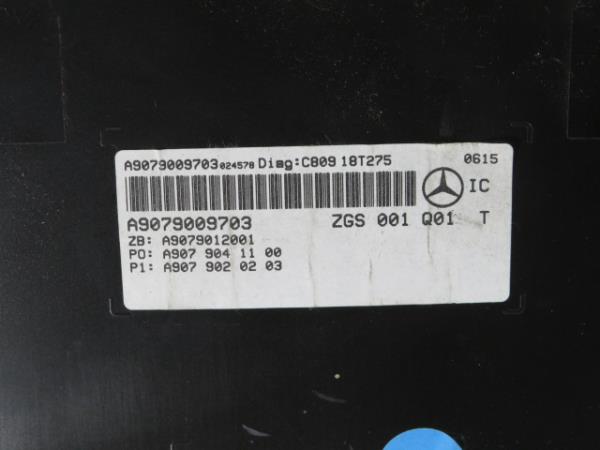 A9079009703 024578 Diag:C809 18T275 0615
IC
A9079009703 ZGS 001 Q01 T
ZB: A9079012001
P0: A907 904 11 00
P1: A907 902 02 03